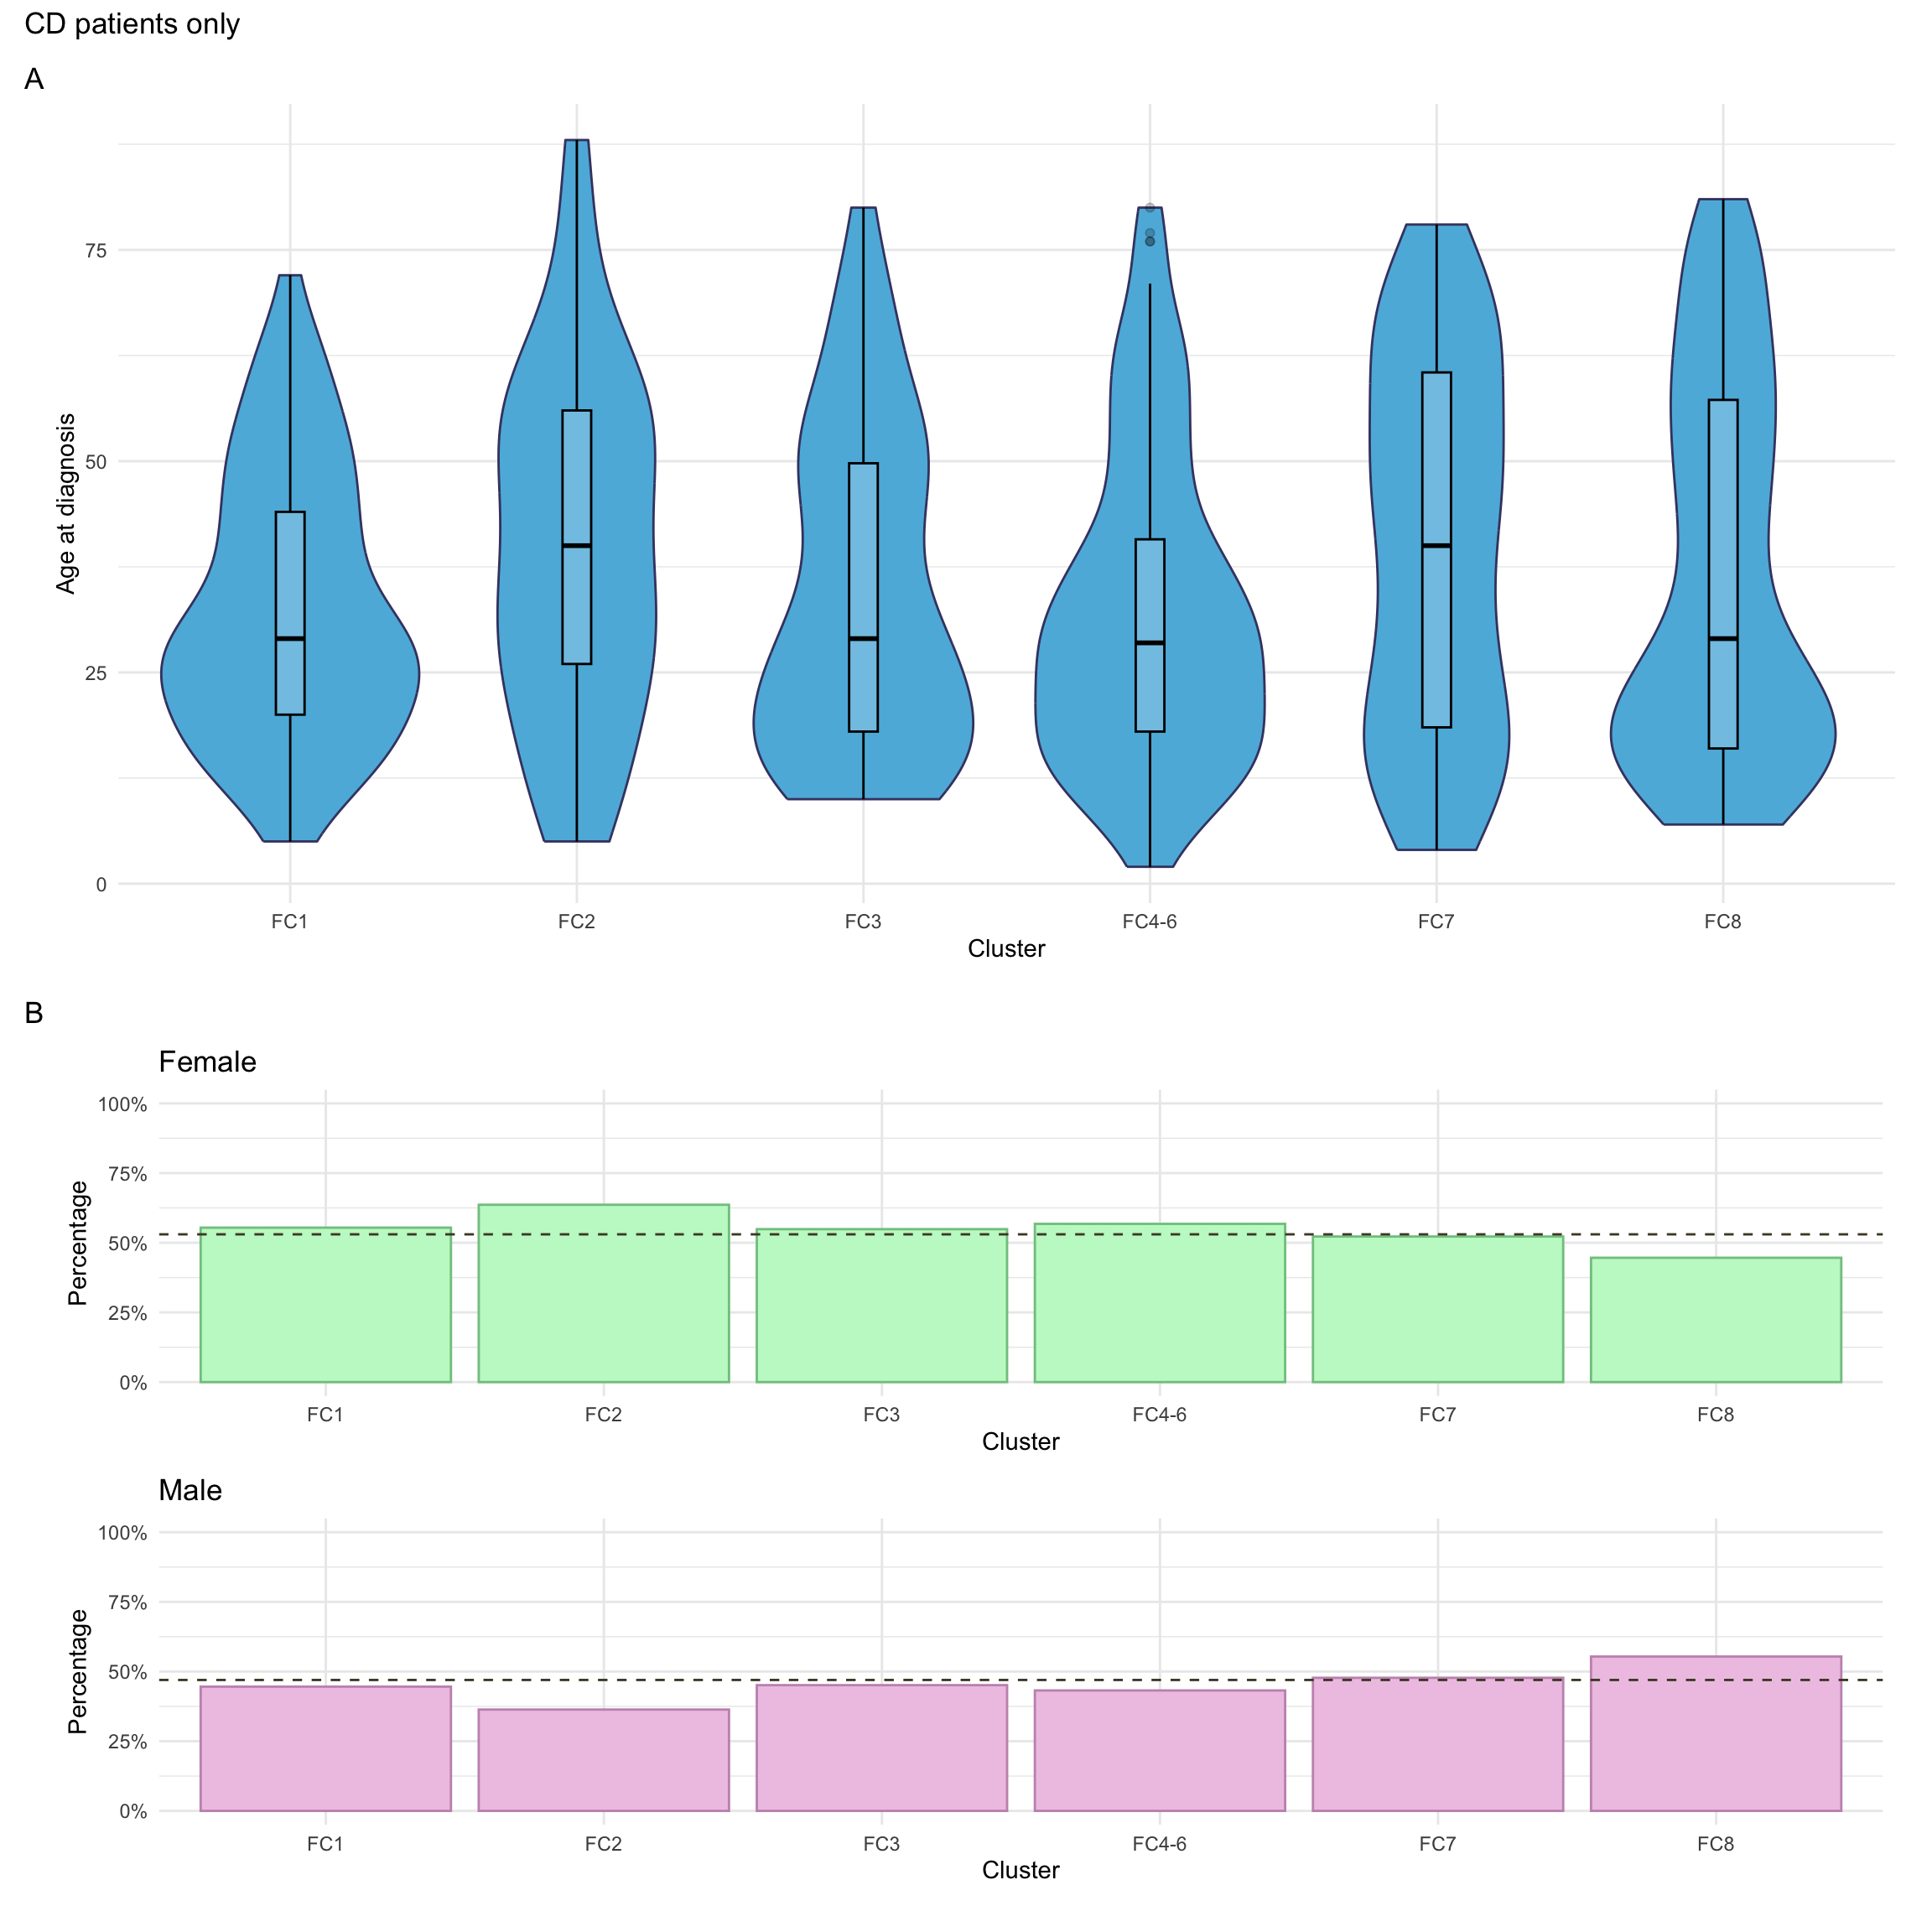 CD patients only
A
Age at diagnosis
75
50
25
0
FC1 FC2 FC3 FC4-6 FC7 FC8
Cluster
B
Female
Percentage
100%
75%
50%
25%
0%
FC1 FC2 FC3 FC4-6 FC7 FC8
Cluster
Male
Percentage
100%
75%
50%
25%
0%
FC1 FC2 FC3 FC4-6 FC7 FC8
Cluster